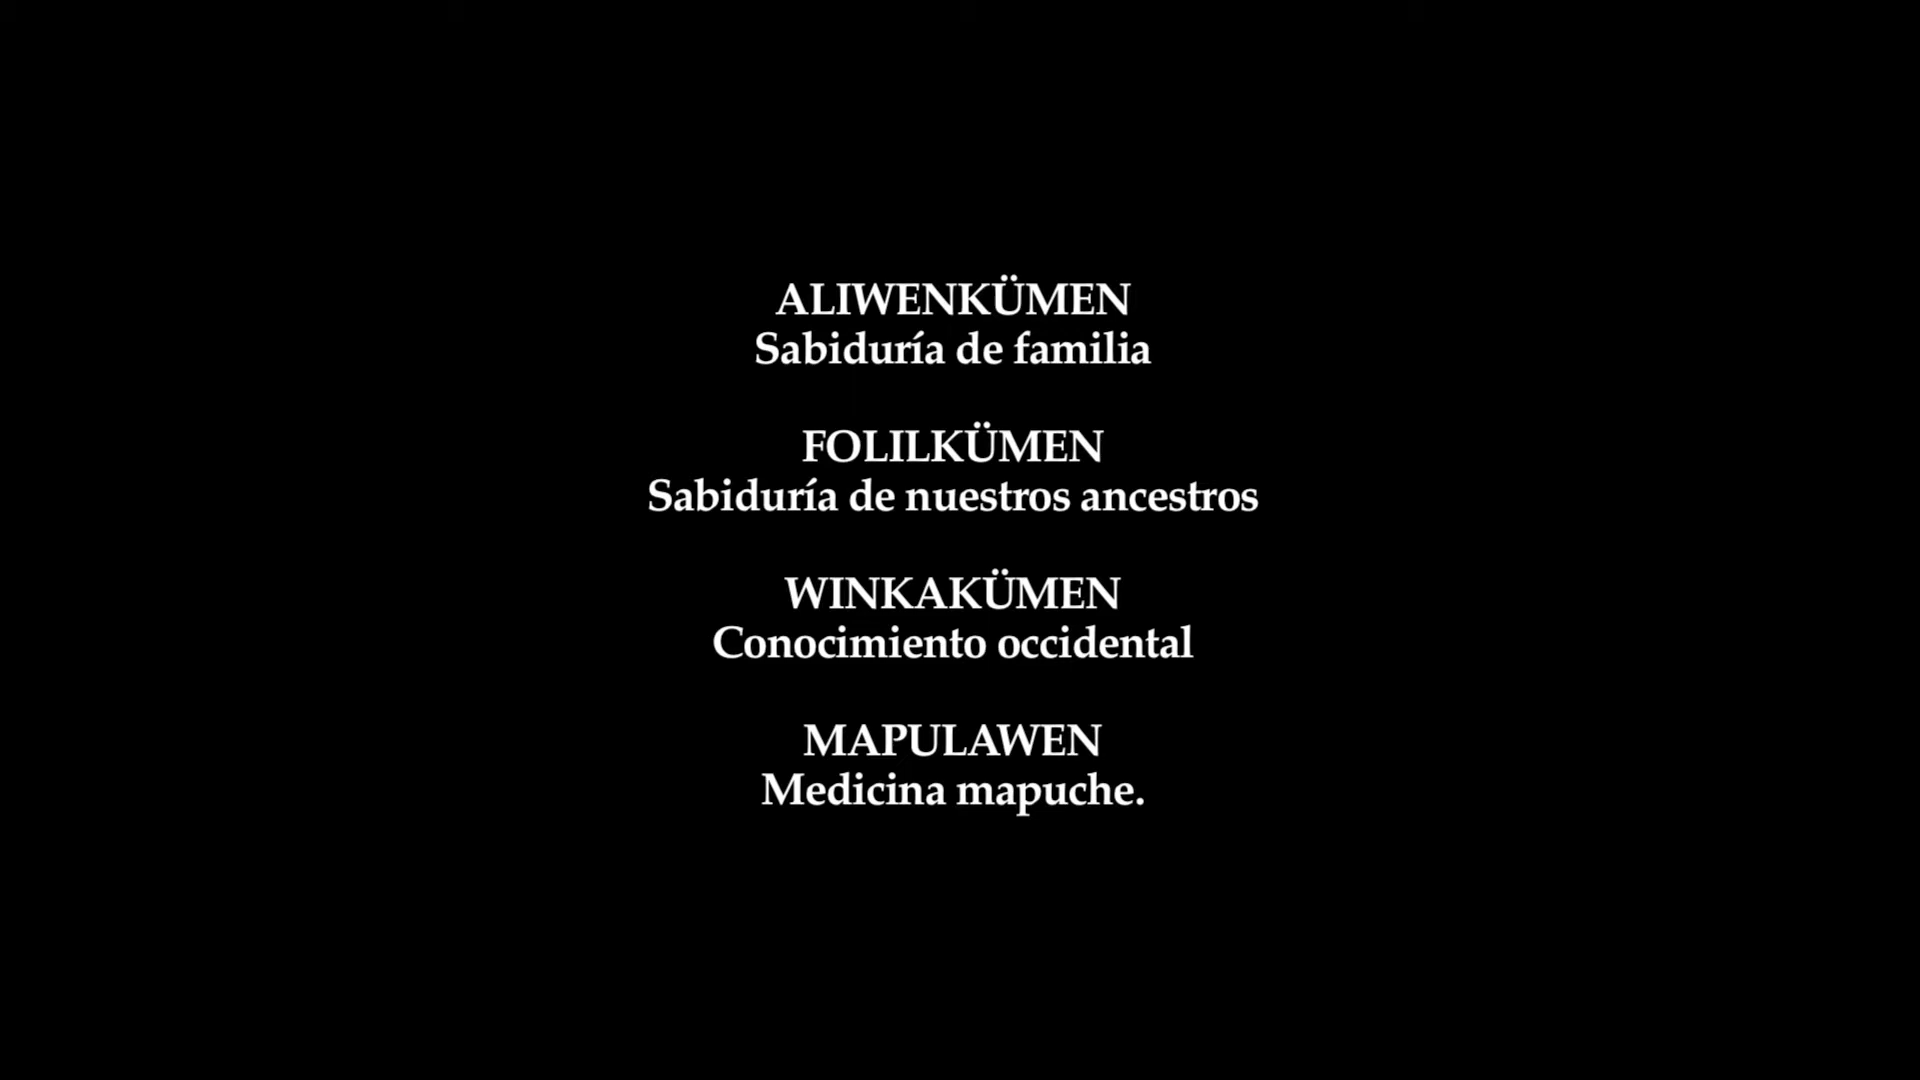 ALIWENKÜMEN
Sabiduría de familia
FOLILKÜMEN
Sabiduría de nuestros ancestros
WINKAKÜMEN
Conocimiento occidental
MAPULAWEN
Medicina mapuche.